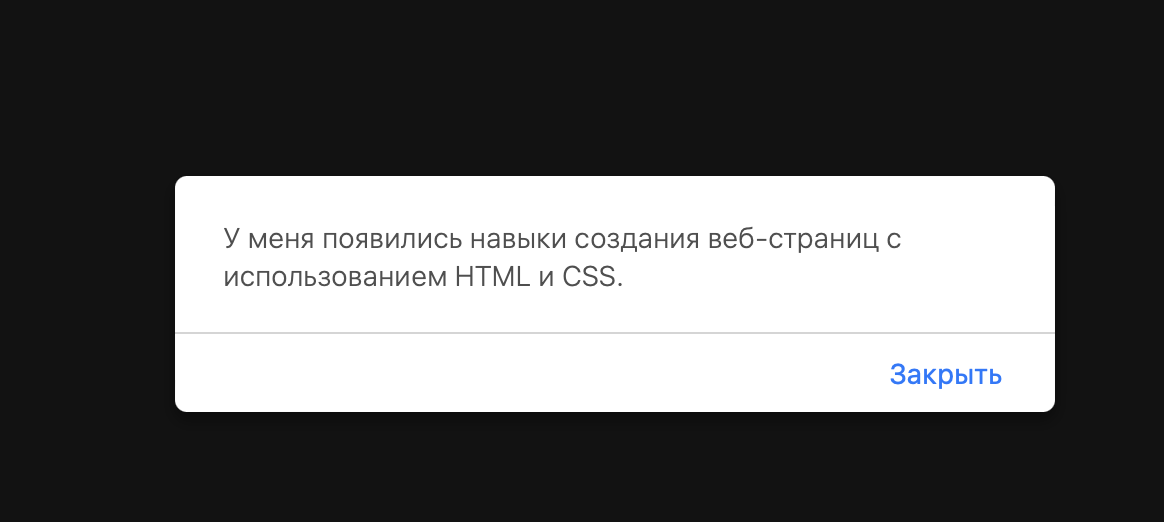 У меня появились навыки создания веб-страниц с
использованием HTML и CSS.
Закрыть